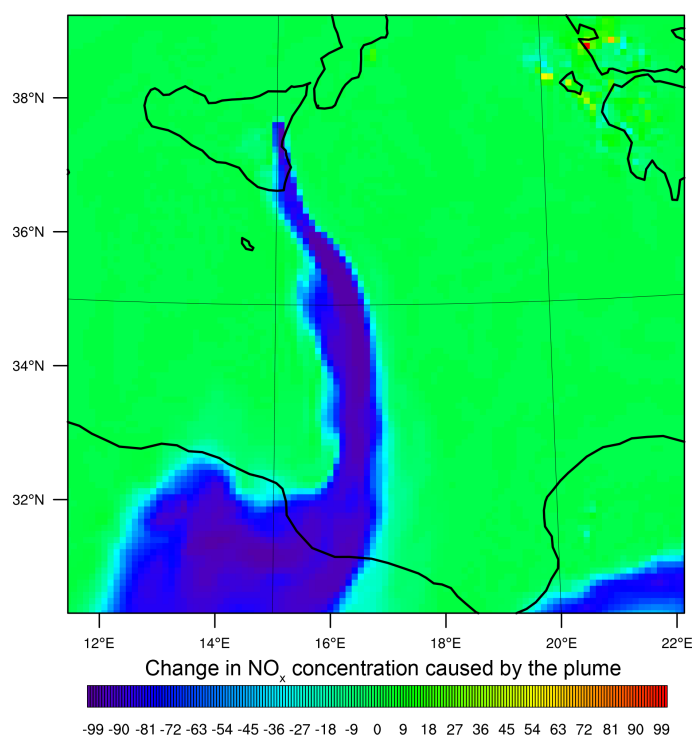 38°N
36°N
34°N
32°N
12°E 14°E 16°E 18°E 20°E 22°E
Change in NOx concentration caused by the plume
-99 -90 -81 -72 -63 -54 -45 -36 -27 -18 -9 0 9 18 27 36 45 54 63 72 81 90 99